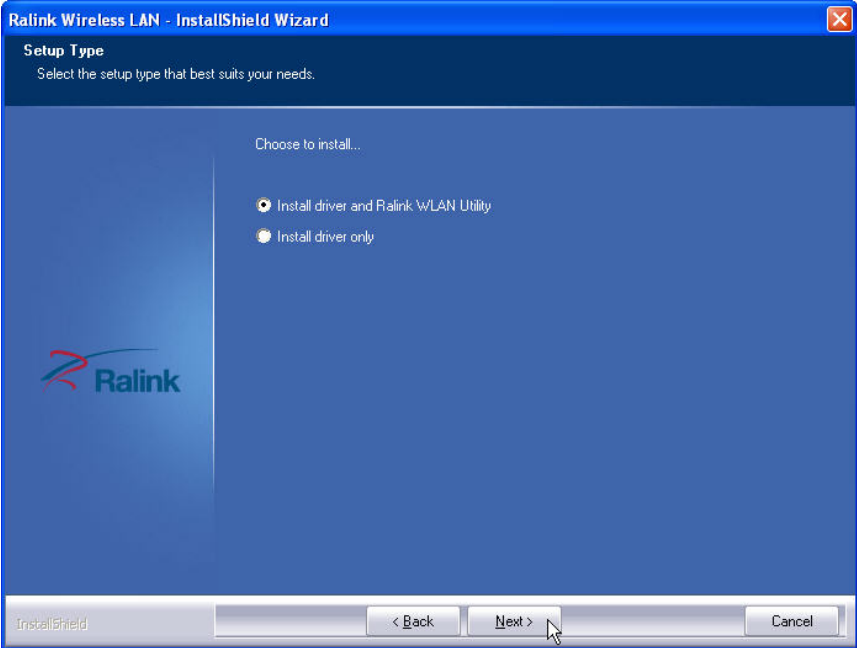 Ralink Wireless LAN - InstallShield Wizard
Setup Type
Select the setup type that best suits your needs.
Choose to install...
Install driver and Ralink WLAN Utility
Install driver only
Ralink
InstallShield
< Back
Next >
Cancel